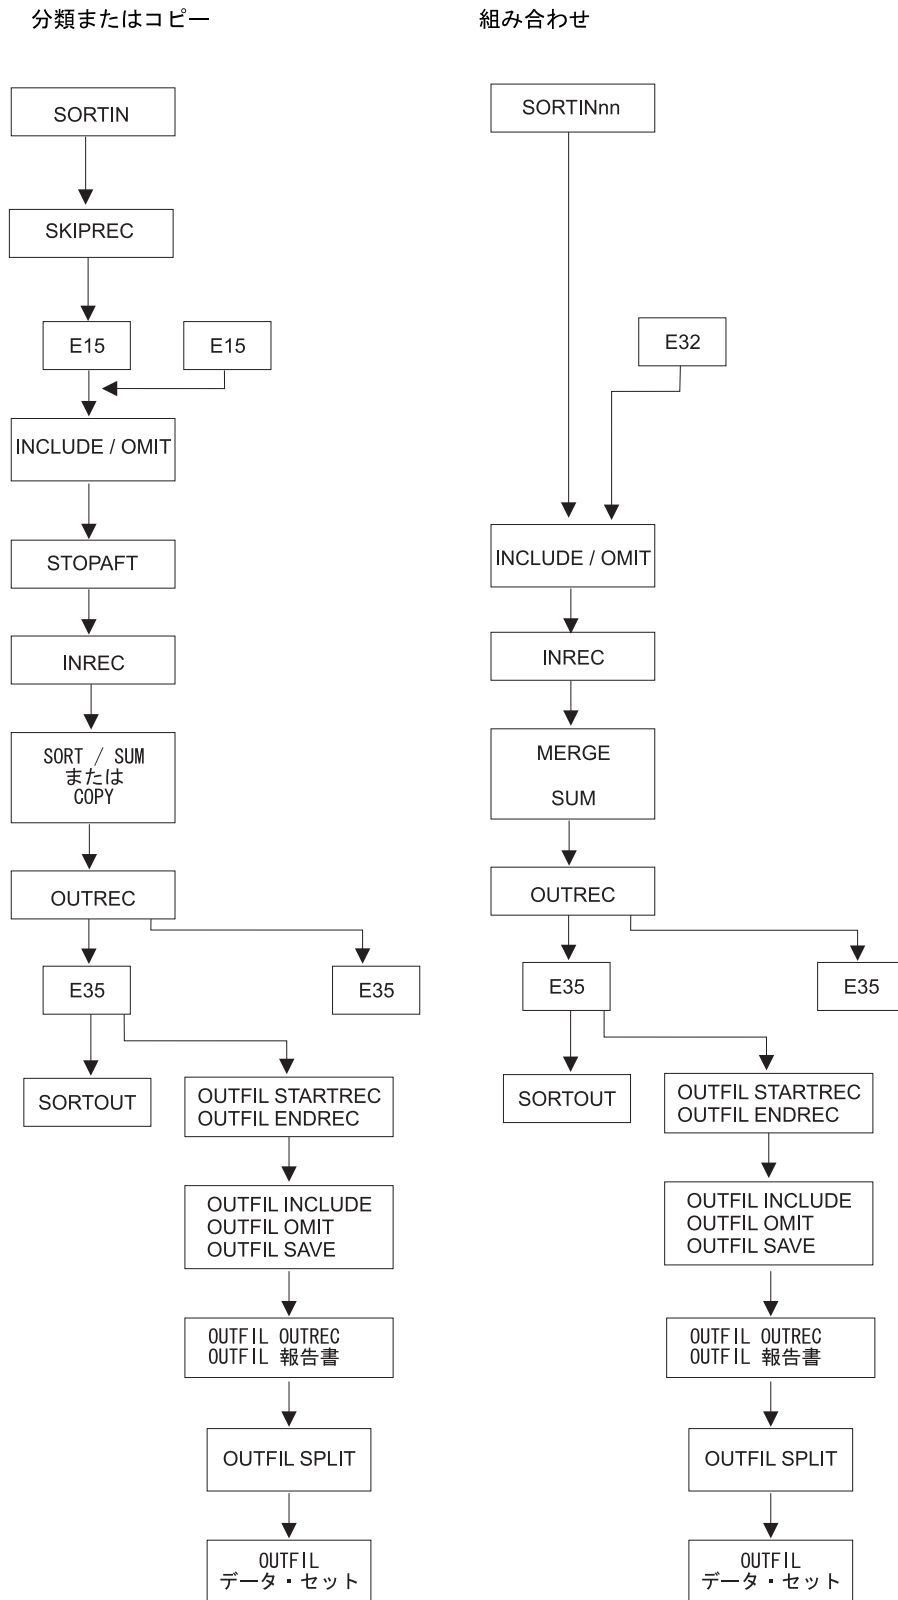 分類またはコピー
SORTIN
SKIPREC
E15
E15
INCLUDE / OMIT
STOPAFT
INREC
SORT / SUM
または
COPY
OUTREC
E35
E35
SORTOUT
OUTFIL STARTREC
OUTFIL ENDREC
OUTFIL INCLUDE
OUTFIL OMIT
OUTFIL SAVE
OUTFIL OUTREC
OUTFIL 報告書
OUTFIL SPLIT
OUTFIL
データ・セット
組み合わせ
SORTINnn
E32
INCLUDE / OMIT
INREC
MERGE
SUM
OUTREC
E35
E35
SORTOUT
OUTFIL STARTREC
OUTFIL ENDREC
OUTFIL INCLUDE
OUTFIL OMIT
OUTFIL SAVE
OUTFIL OUTREC
OUTFIL 報告書
OUTFIL SPLIT
OUTFIL
データ・セット